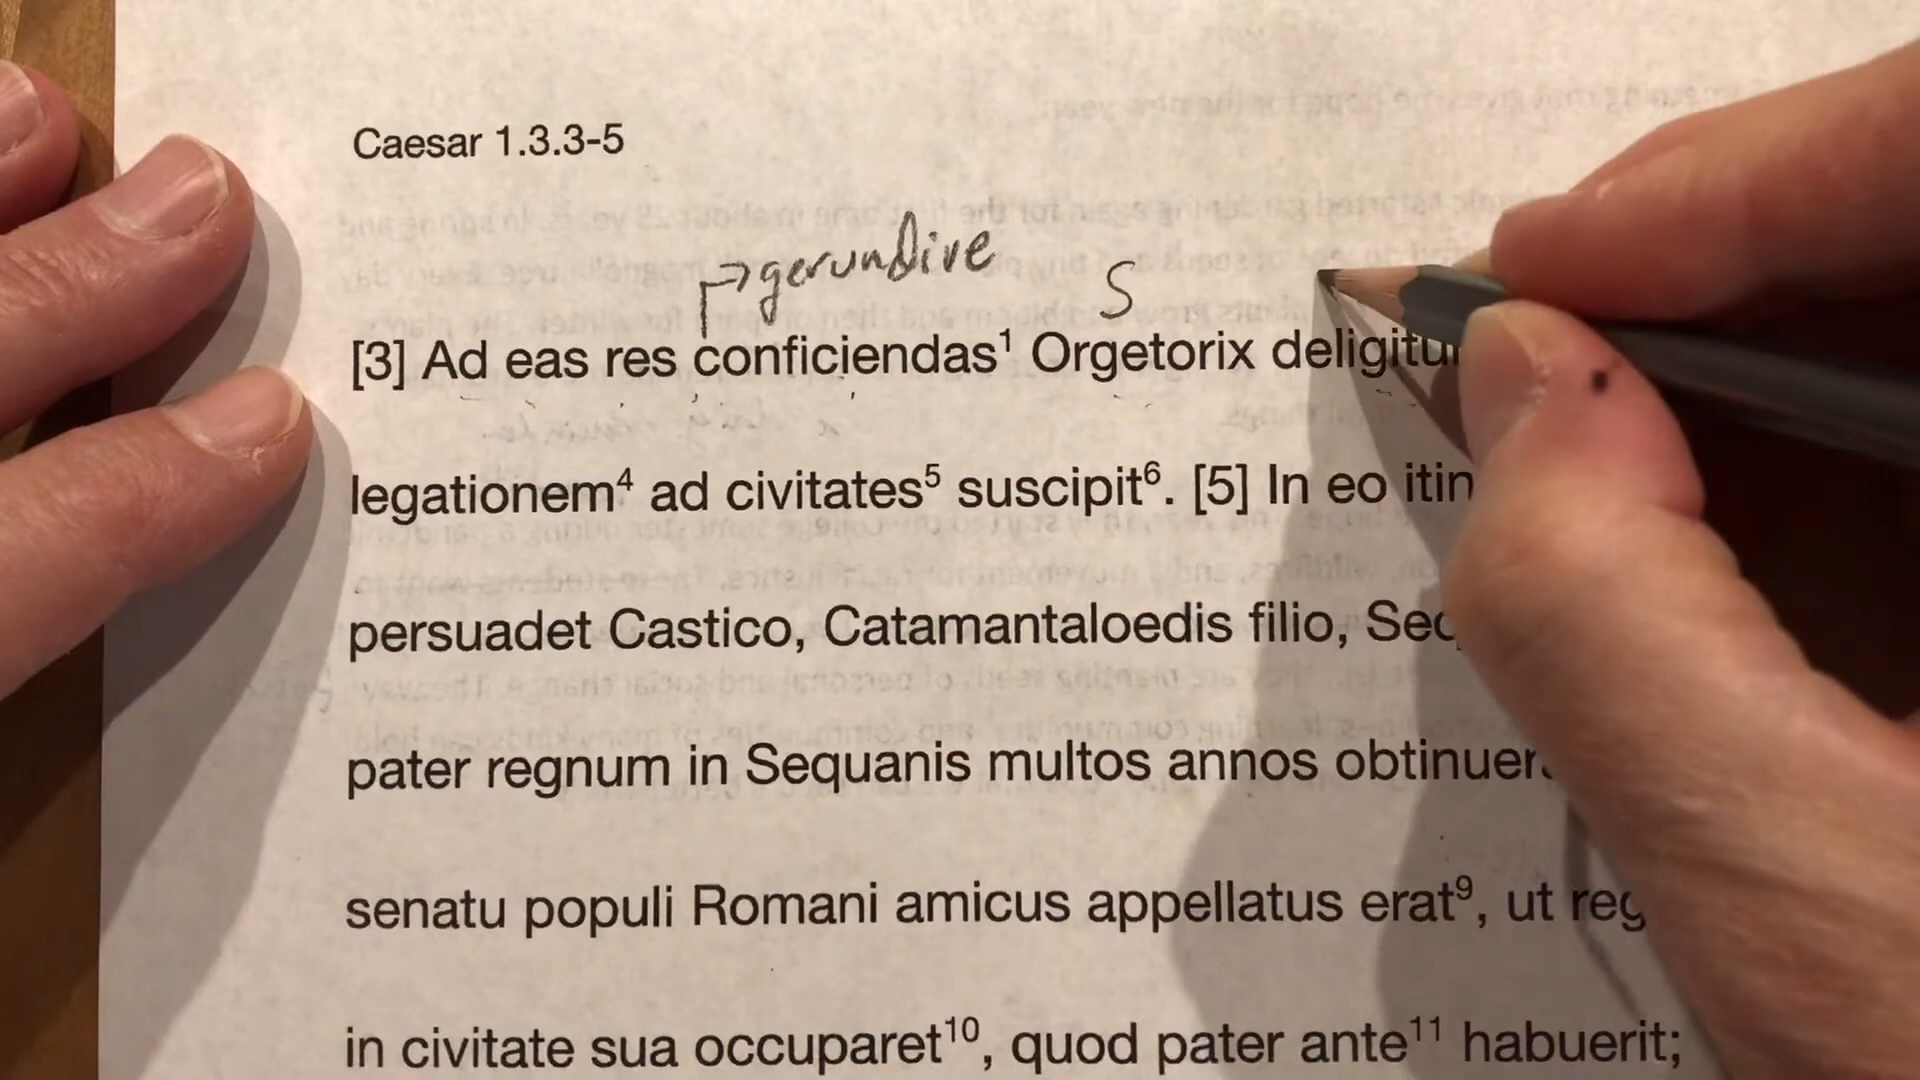 Caesar 1.3.3-5
gerundive S
[3] Ad eas res conficiendas¹ Orgetorix deligitur
legationem⁴ ad civitates⁵ suscipit⁶. [5] In eo itin
persuadet Castico, Catamantaloedis filio, Seq
pater regnum in Sequanis multos annos obtinuer
senatu populi Romani amicus appellatus erat⁹, ut reg
in civitate sua occuparet¹⁰, quod pater ante¹¹ habuerit;